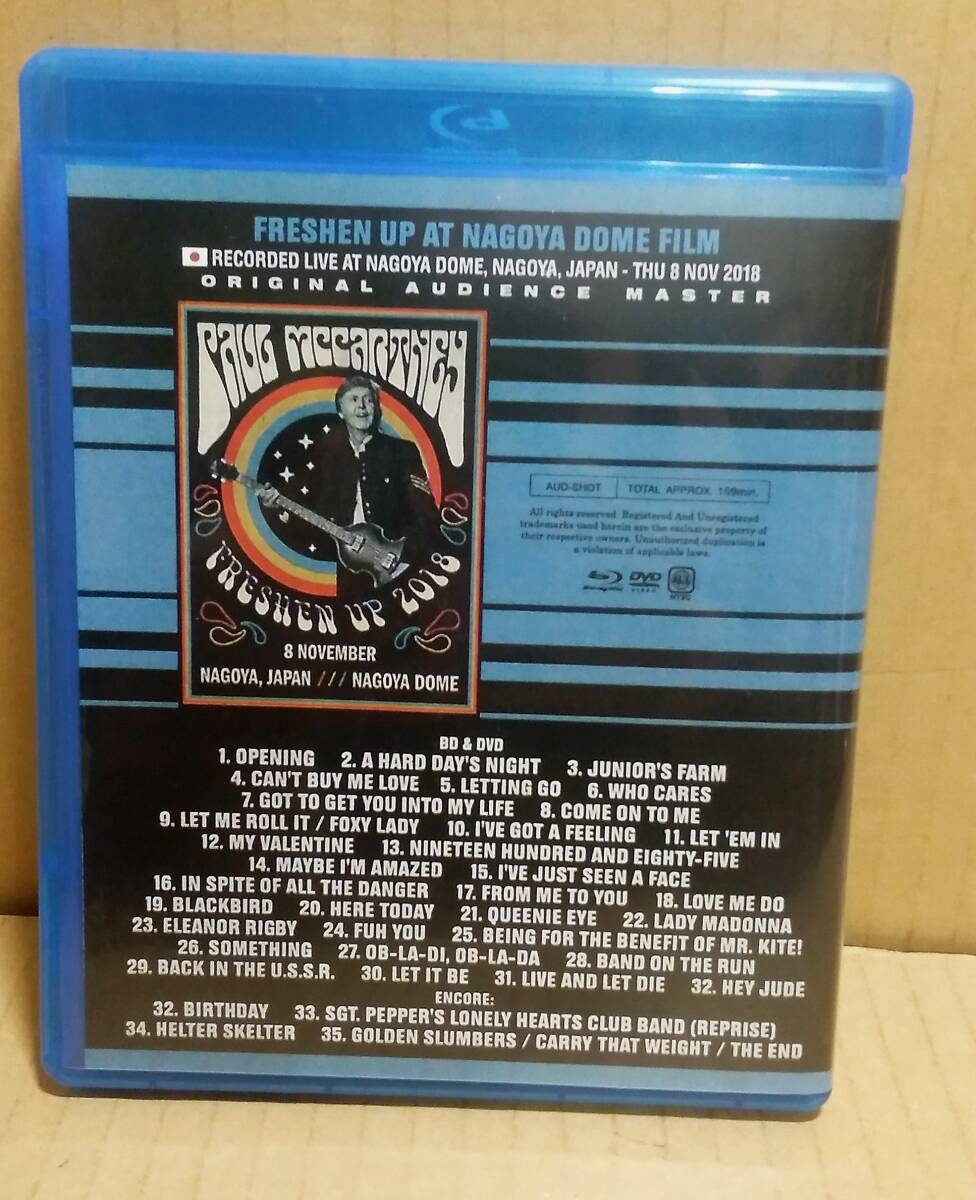 FRESHEN UP AT NAGOYA DOME FILM
RECORDED LIVE AT NAGOYA DOME, NAGOYA, JAPAN - THU 8 NOV 2018
ORIGINAL AUDIENCE MASTER
PAUL McCARTNEY
FRESHEN UP 2018
8 NOVEMBER
NAGOYA, JAPAN /// NAGOYA DOME
AUD-SHOT TOTAL APPROX. 159min.
All rights reserved. Registered And Unregistered
trademarks used herein are the exclusive property of
their respective owners. Unauthorized duplication is
a violation of applicable laws.
DVD
VIDEO
NTSC
BD & DVD
1. OPENING 2. A HARD DAY'S NIGHT 3. JUNIOR'S FARM
4. CAN'T BUY ME LOVE 5. LETTING GO 6. WHO CARES
7. GOT TO GET YOU INTO MY LIFE 8. COME ON TO ME
9. LET ME ROLL IT / FOXY LADY 10. I'VE GOT A FEELING 11. LET 'EM IN
12. MY VALENTINE 13. NINETEEN HUNDRED AND EIGHTY-FIVE
14. MAYBE I'M AMAZED 15. I'VE JUST SEEN A FACE
16. IN SPITE OF ALL THE DANGER 17. FROM ME TO YOU 18. LOVE ME DO
19. BLACKBIRD 20. HERE TODAY 21. QUEENIE EYE 22. LADY MADONNA
23. ELEANOR RIGBY 24. FUH YOU 25. BEING FOR THE BENEFIT OF MR. KITE!
26. SOMETHING 27. OB-LA-DI, OB-LA-DA 28. BAND ON THE RUN
29. BACK IN THE U.S.S.R. 30. LET IT BE 31. LIVE AND LET DIE 32. HEY JUDE
ENCORE:
32. BIRTHDAY 33. SGT. PEPPER'S LONELY HEARTS CLUB BAND (REPRISE)
34. HELTER SKELTER 35. GOLDEN SLUMBERS / CARRY THAT WEIGHT / THE END